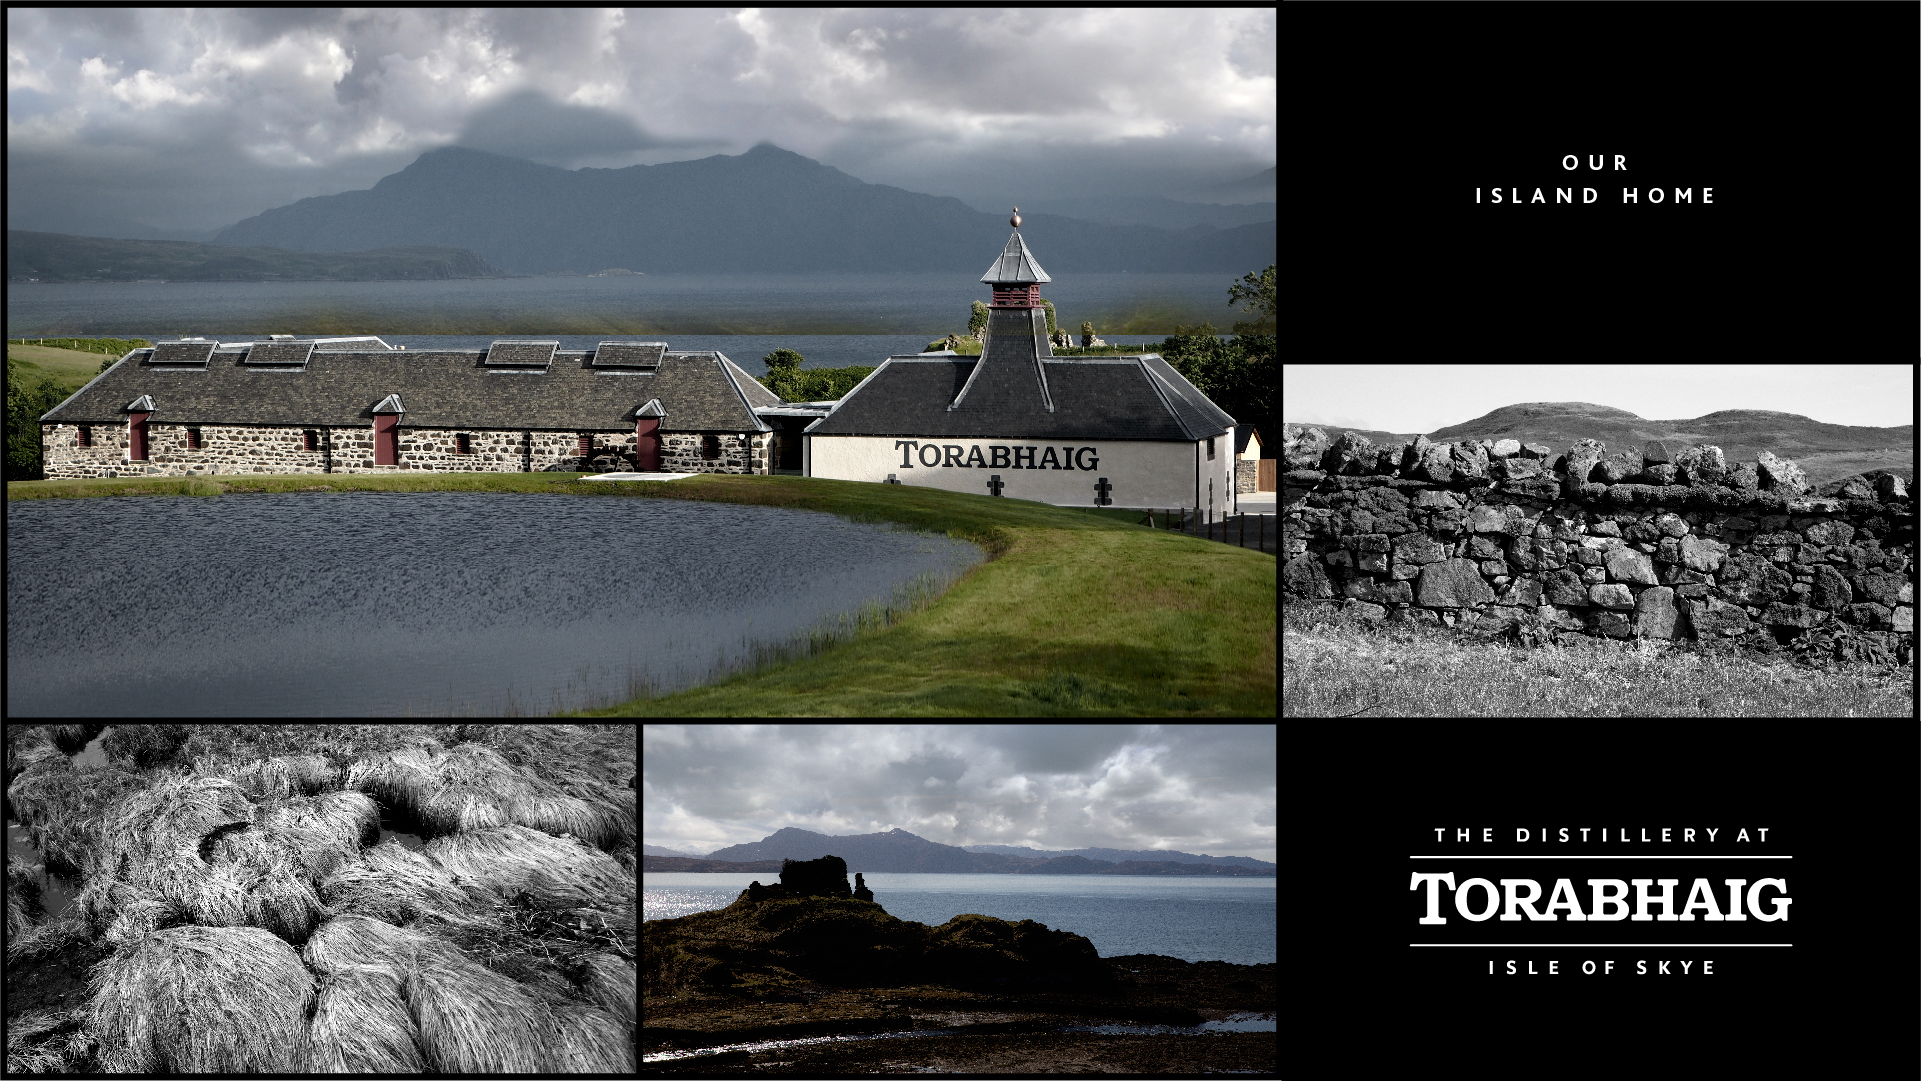 OUR
ISLAND HOME
TORABHAIG
THE DISTILLERY AT
TORABHAIG
ISLE OF SKYE